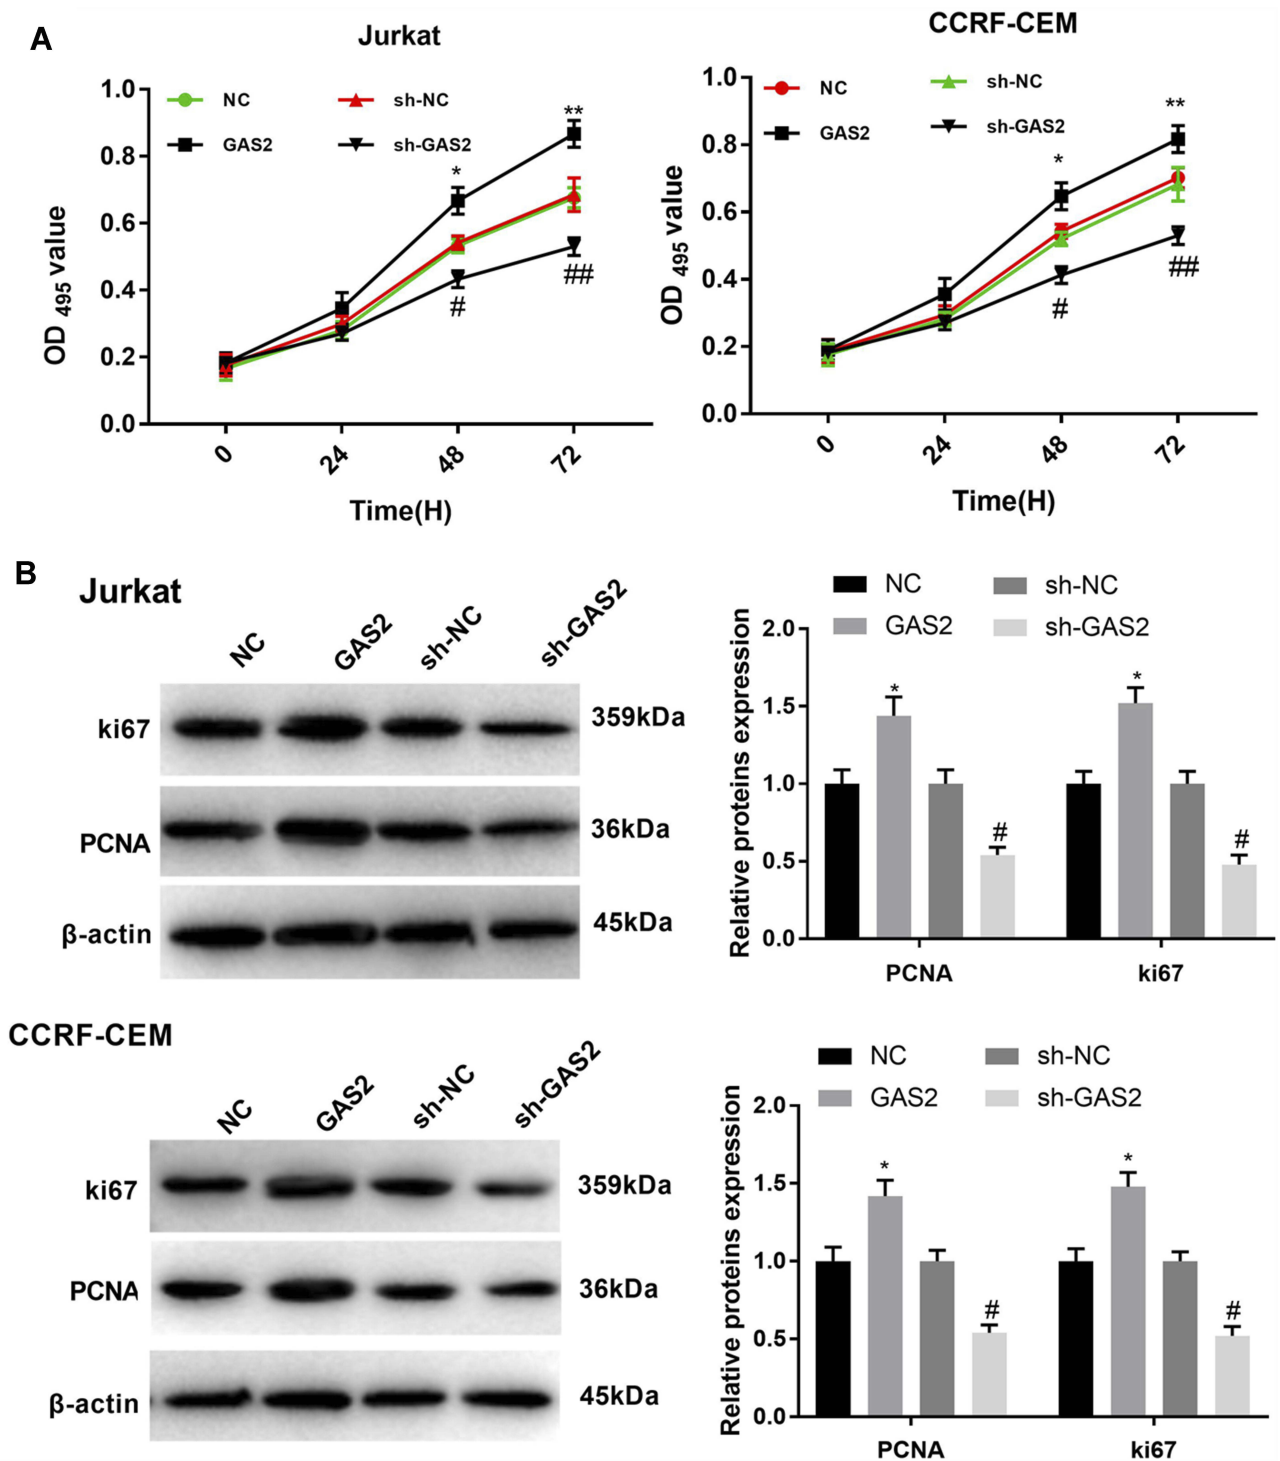 A
Jurkat
NC
sh-NC
GAS2
sh-GAS2
OD 495 value
1.0
0.8
0.6
0.4
0.2
0.0
*
**
#
##
0
24
48
72
Time(H)
CCRF-CEM
NC
sh-NC
GAS2
sh-GAS2
OD 495 value
1.0
0.8
0.6
0.4
0.2
0.0
*
**
#
##
0
24
48
72
Time(H)
B
Jurkat
NC
GAS2
sh-NC
sh-GAS2
ki67
359kDa
PCNA
36kDa
β-actin
45kDa
NC
sh-NC
GAS2
sh-GAS2
Relative proteins expression
2.0
1.5
1.0
0.5
0.0
*
#
*
#
PCNA
ki67
CCRF-CEM
NC
GAS2
sh-NC
sh-GAS2
ki67
359kDa
PCNA
36kDa
β-actin
45kDa
NC
sh-NC
GAS2
sh-GAS2
Relative proteins expression
2.0
1.5
1.0
0.5
0.0
*
#
*
#
PCNA
ki67